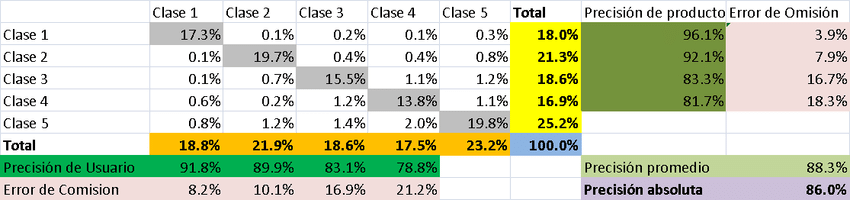 Clase 1 Clase 2 Clase 3 Clase 4 Clase 5 Total Precisión de producto Error de Omisión
Clase 1 17.3% 0.1% 0.2% 0.1% 0.3% 18.0% 96.1% 3.9%
Clase 2 0.1% 19.7% 0.4% 0.4% 0.8% 21.3% 92.1% 7.9%
Clase 3 0.1% 0.7% 15.5% 1.1% 1.2% 18.6% 83.3% 16.7%
Clase 4 0.6% 0.2% 1.2% 13.8% 1.1% 16.9% 81.7% 18.3%
Clase 5 0.8% 1.2% 1.4% 2.0% 19.8% 25.2%
Total 18.8% 21.9% 18.6% 17.5% 23.2% 100.0%
Precisión de Usuario 91.8% 89.9% 83.1% 78.8% Precisión promedio 88.3%
Error de Comision 8.2% 10.1% 16.9% 21.2% Precisión absoluta 86.0%